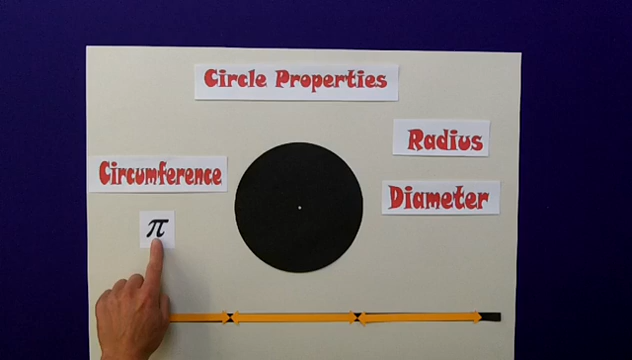 Circle Properties
Radius
Circumference
Diameter
π